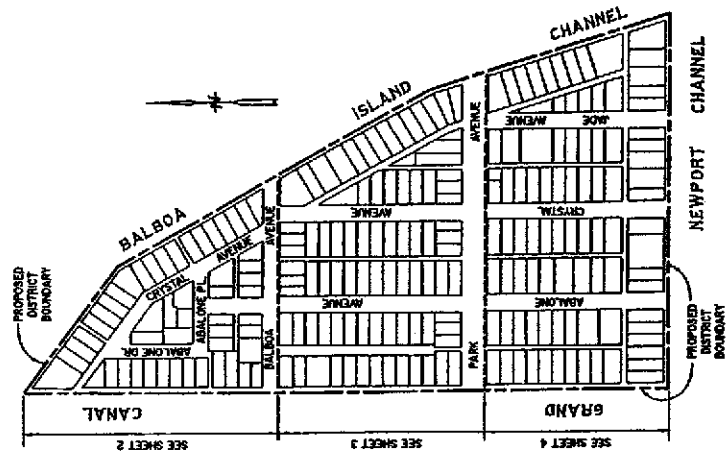 CHANNEL
ISLAND
BALBOA
PROPOSED
DISTRICT
BOUNDARY
CRYSTAL
AVENUE
ABALONE PL.
ABALONE DR.
BALBOA
AVENUE
AVENUE
CRYSTAL
AVENUE
ABALONE
PARK
AVENUE
AVENUE
JADE
NEWPORT
CHANNEL
PROPOSED
DISTRICT
BOUNDARY
CANAL
GRAND
SEE SHEET 2
SEE SHEET 3
SEE SHEET 4